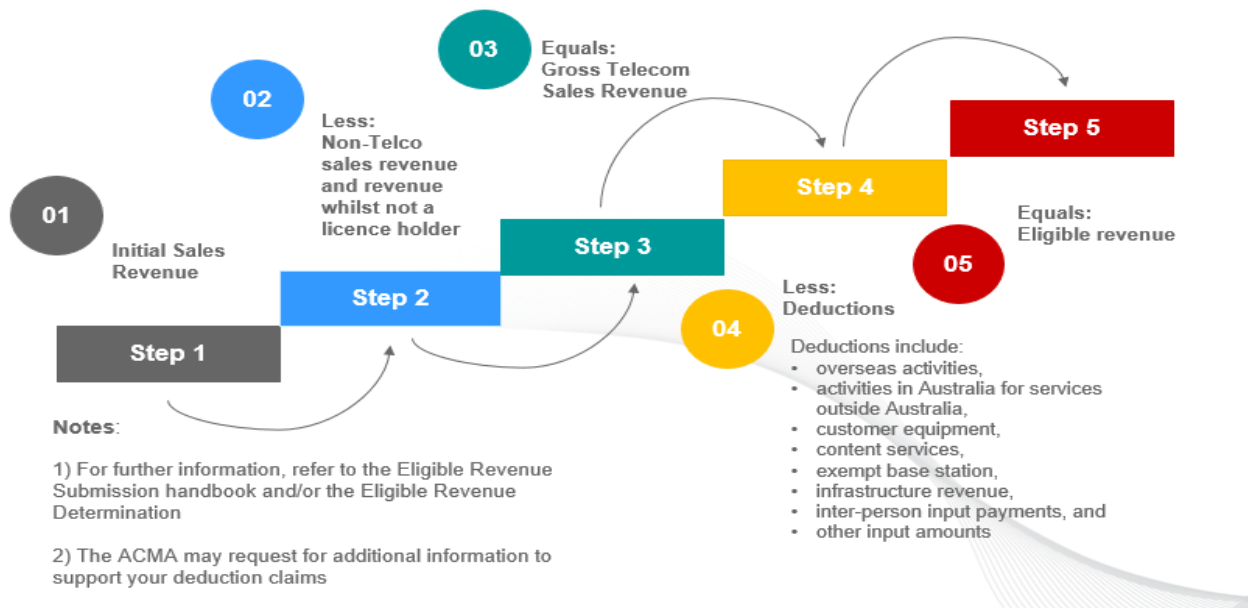 01
Initial Sales
Revenue
Step 1
02
Less:
Non-Telco
sales revenue
and revenue
whilst not a
licence holder
Step 2
03
Equals:
Gross Telecom
Sales Revenue
Step 3
Step 4
04
Less:
Deductions
Deductions include:
• overseas activities,
• activities in Australia for services
outside Australia,
• customer equipment,
• content services,
• exempt base station,
• infrastructure revenue,
• inter-person input payments, and
• other input amounts
Step 5
05
Equals:
Eligible revenue
Notes:
1) For further information, refer to the Eligible Revenue
Submission handbook and/or the Eligible Revenue
Determination
2) The ACMA may request for additional information to
support your deduction claims